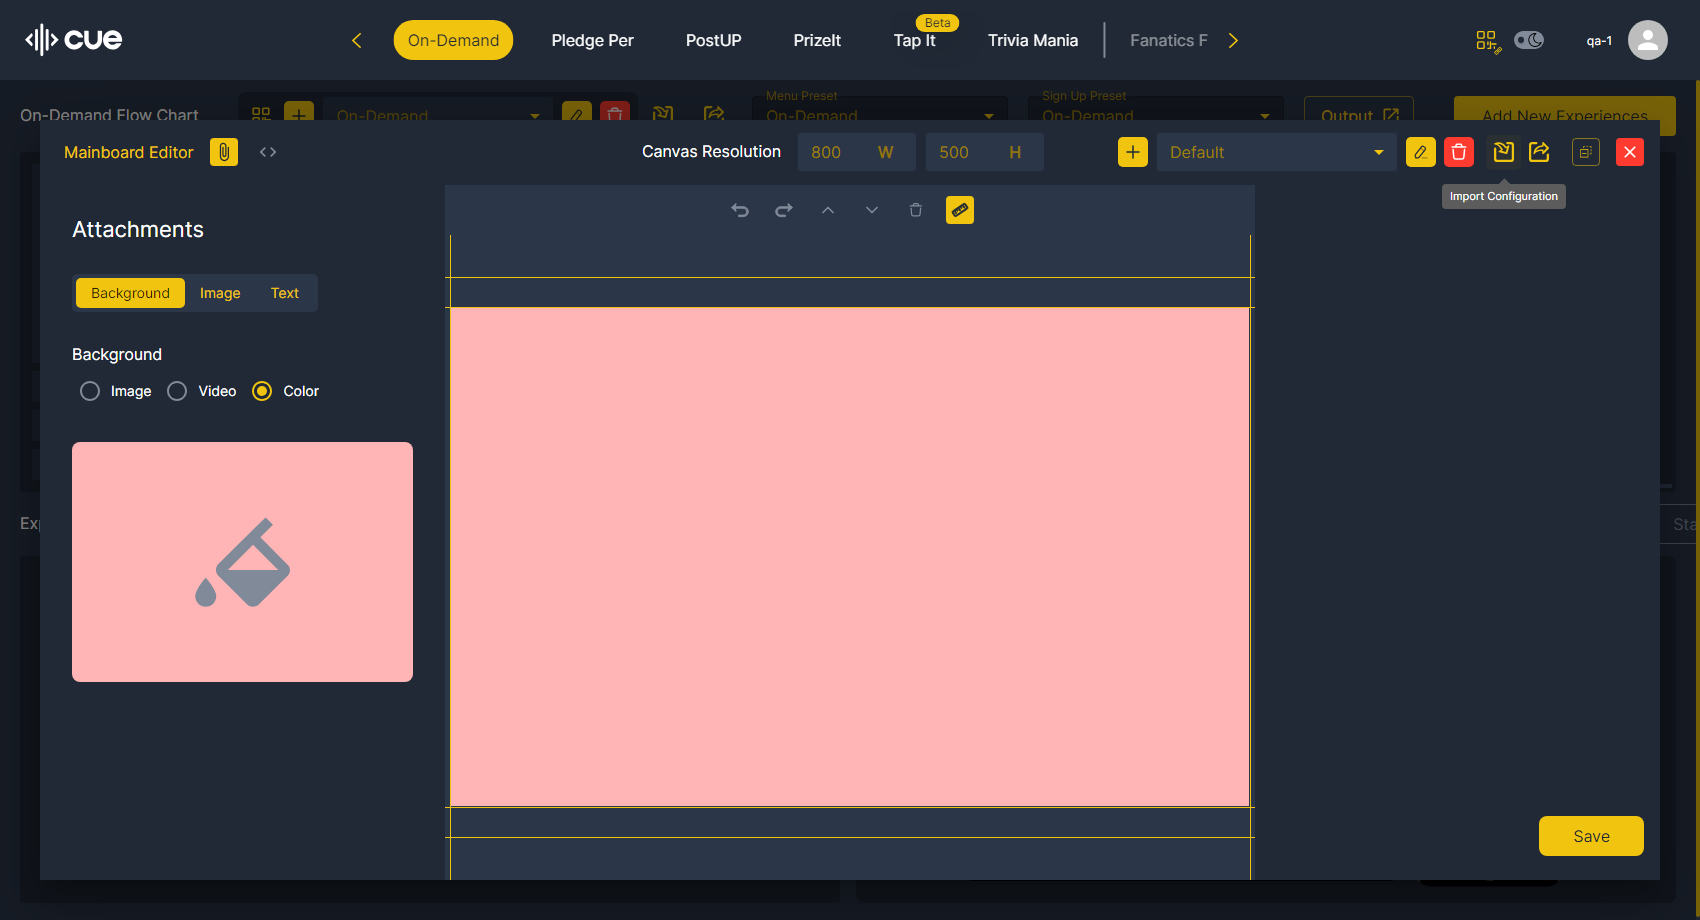 cue
On-Demand
Pledge Per
PostUP
PrizeIt
Beta
Tap It
Trivia Mania
Fanatics F
qa-1
On-Demand Flow Chart
On-Demand
Menu Preset
On-Demand
Sign Up Preset
On-Demand
Output
Add New Experiences
Mainboard Editor
Canvas Resolution
800 W
500 H
Default
Import Configuration
Attachments
Background
Image
Text
Background
Image
Video
Color
Exp
Sta
Save